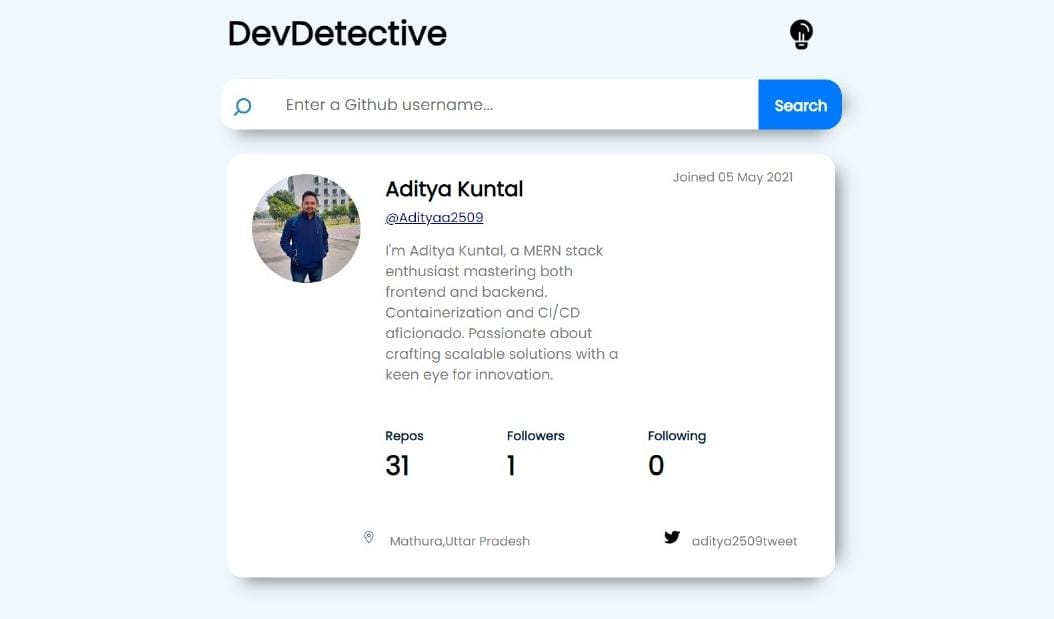 DevDetective
Enter a Github username...
Search
Joined 05 May 2021
Aditya Kuntal
@Adityaa2509
I'm Aditya Kuntal, a MERN stack
enthusiast mastering both
frontend and backend.
Containerization and CI/CD
aficionado. Passionate about
crafting scalable solutions with a
keen eye for innovation.
Repos Followers Following
31 1 0
Mathura,Uttar Pradesh aditya2509tweet